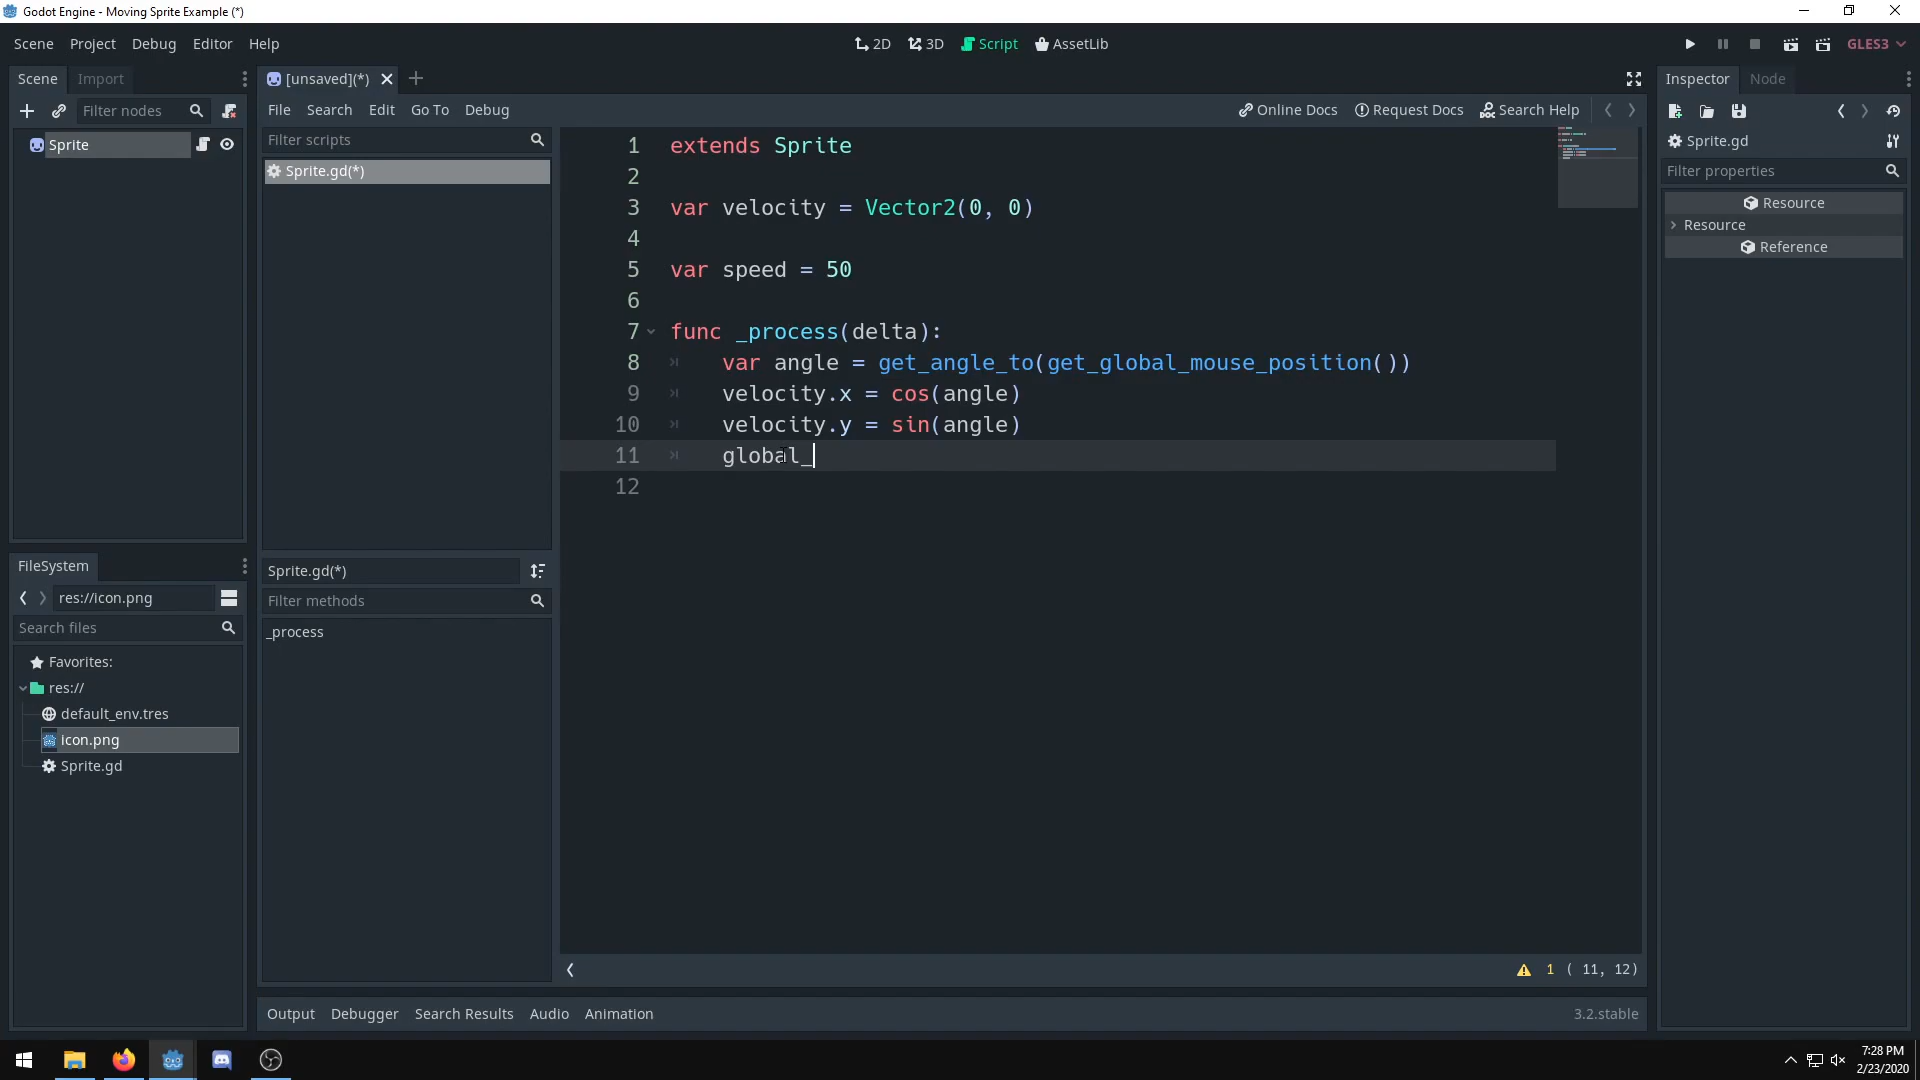 Godot Engine - Moving Sprite Example (*)
Scene Project Debug Editor Help
2D 3D Script AssetLib
GLES3
Scene Import
Filter nodes
Sprite
[unsaved](*)
File Search Edit Go To Debug
Online Docs Request Docs Search Help
Filter scripts
Sprite.gd(*)
Sprite.gd(*)
Filter methods
_process
1 extends Sprite
2
3 var velocity = Vector2(0, 0)
4
5 var speed = 50
6
7 func _process(delta):
8 var angle = get_angle_to(get_global_mouse_position())
9 velocity.x = cos(angle)
10 velocity.y = sin(angle)
11 global_
12
1 ( 11, 12)
Output Debugger Search Results Audio Animation
3.2.stable
FileSystem
res://icon.png
Search files
Favorites:
res://
default_env.tres
icon.png
Sprite.gd
Inspector Node
Sprite.gd
Filter properties
Resource
Resource
Reference
7:28 PM
2/23/2020